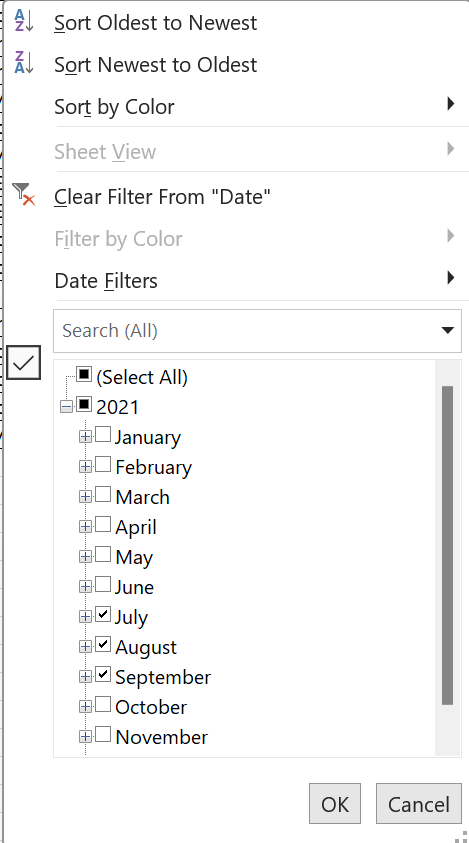 Sort Oldest to Newest
Sort Newest to Oldest
Sort by Color
Sheet View
Clear Filter From "Date"
Filter by Color
Date Filters
Search (All)
(Select All)
2021
January
February
March
April
May
June
July
August
September
October
November
OK Cancel